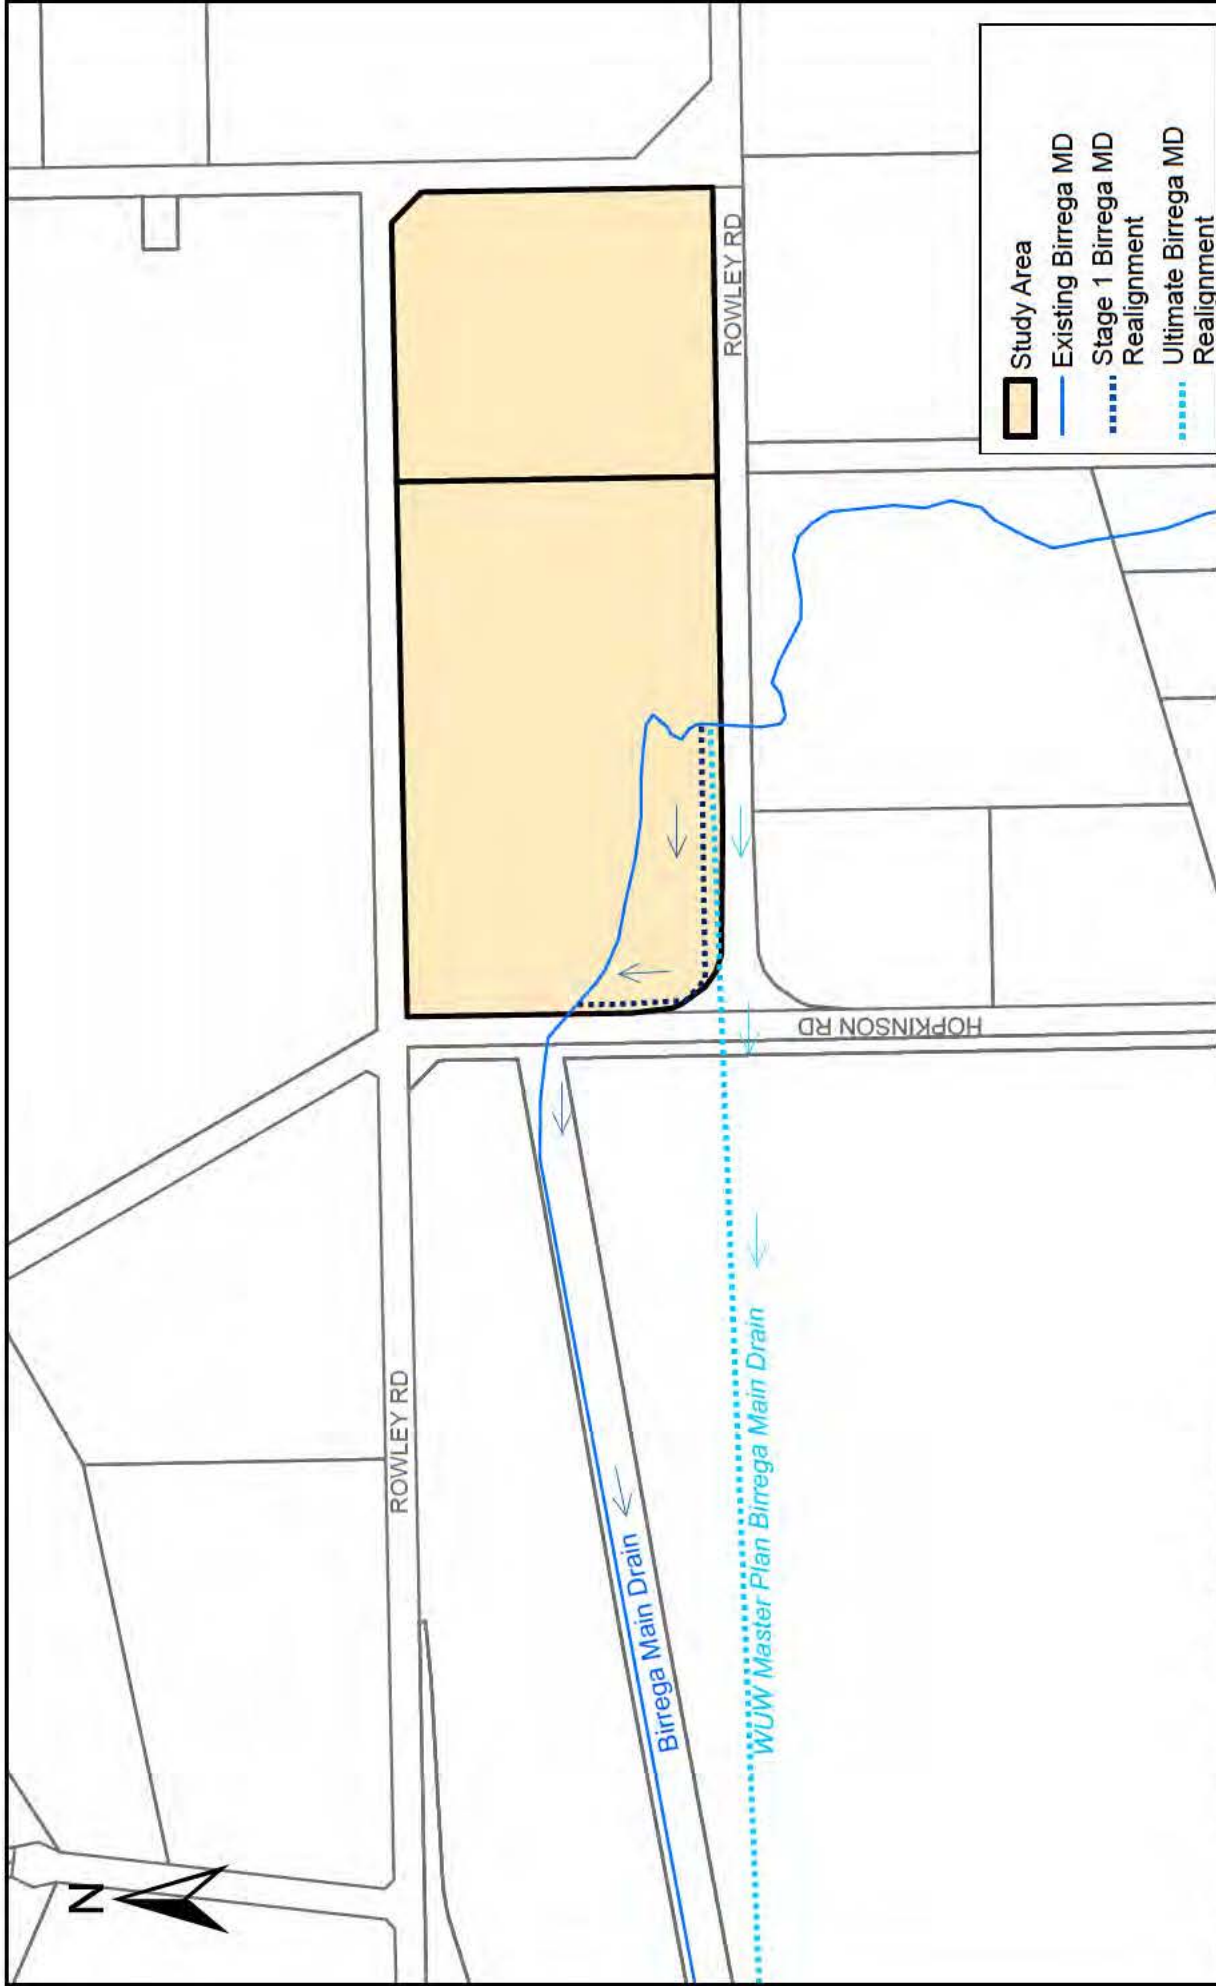 N
ROWLEY RD
Birrega Main Drain
WUW Master Plan Birrega Main Drain
HOPKINSON RD
ROWLEY RD
Study Area
Existing Birrega MD
Stage 1 Birrega MD
Realignment
Ultimate Birrega MD
Realignment